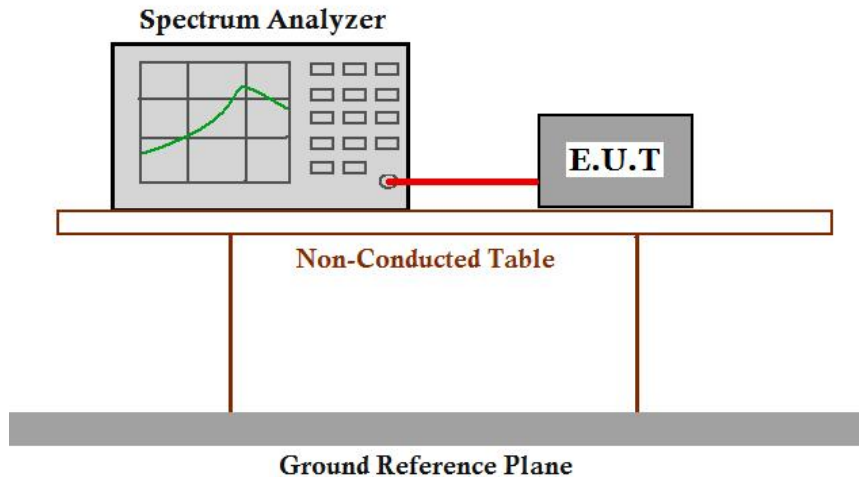 Spectrum Analyzer
E.U.T
Non-Conducted Table
Ground Reference Plane